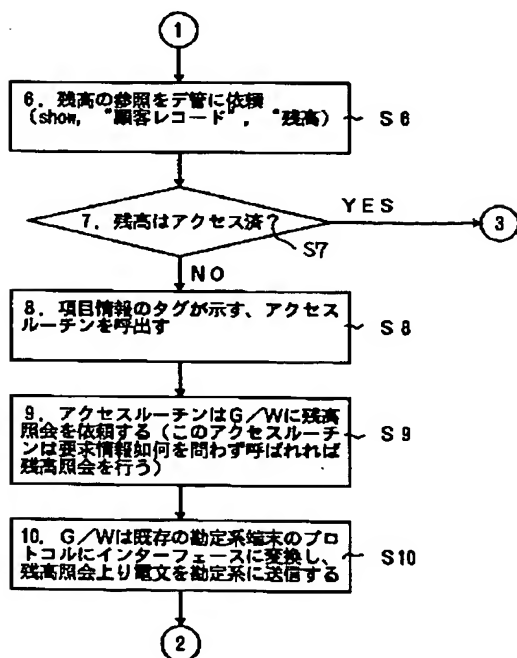 1
6．残高の参照をデ管に依頼
(show, "顧客レコード", "残高)
S6
7．残高はアクセス済？
YES
3
S7
NO
8．項目情報のタグが示す、アクセス
ルーチンを呼出す
S8
9．アクセスルーチンはG／Wに残高
照会を依頼する（このアクセスルーチ
ンは要求情報如何を問わず呼ばれれば
残高照会を行う）
S9
10．G／Wは既存の勘定系端末のプロ
トコルにインターフェースに変換し、
残高照会上り電文を勘定系に送信する
S10
2